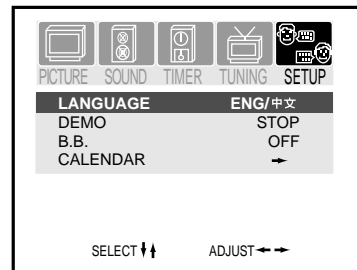 PICTURE SOUND TIMER TUNING SETUP
LANGUAGE ENG/中文
DEMO STOP
B.B. OFF
CALENDAR →
SELECT ADJUST